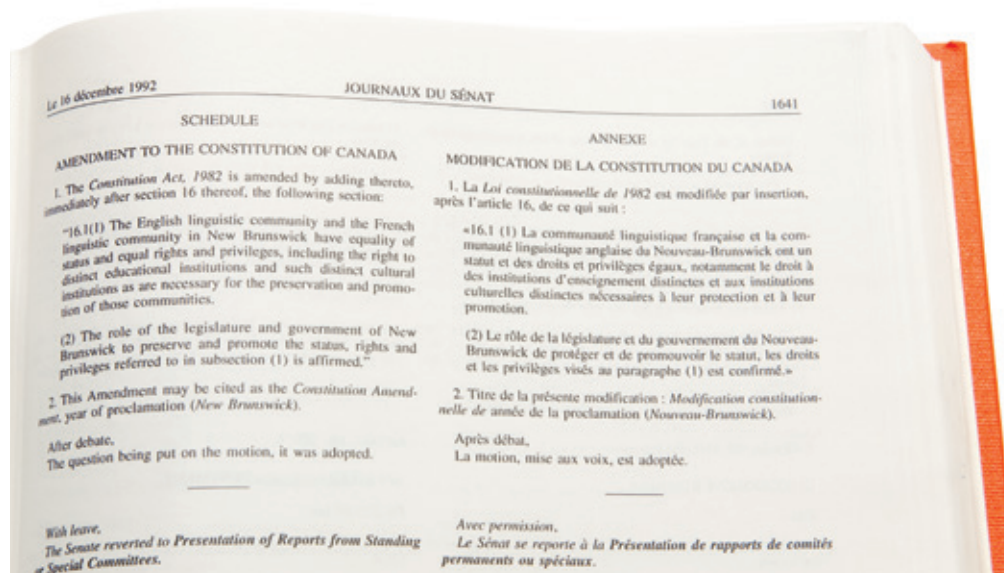 Le 16 décembre 1992
JOURNAUX DU SÉNAT
1641
SCHEDULE
AMENDMENT TO THE CONSTITUTION OF CANADA
1. The Constitution Act, 1982 is amended by adding thereto,
immediately after section 16 thereof, the following section:
"16.1(1) The English linguistic community and the French
linguistic community in New Brunswick have equality of
status and equal rights and privileges, including the right to
distinct educational institutions and such distinct cultural
institutions as are necessary for the preservation and promo-
tion of those communities.
(2) The role of the legislature and government of New
Brunswick to preserve and promote the status, rights and
privileges referred to in subsection (1) is affirmed."
2. This Amendment may be cited as the Constitution Amend-
ment, year of proclamation (New Brunswick).
After debate,
The question being put on the motion, it was adopted.
With leave,
The Senate reverted to Presentation of Reports from Standing
or Special Committees.
ANNEXE
MODIFICATION DE LA CONSTITUTION DU CANADA
1. La Loi constitutionnelle de 1982 est modifiée par insertion,
après l'article 16, de ce qui suit :
«16.1 (1) La communauté linguistique française et la com-
munauté linguistique anglaise du Nouveau-Brunswick ont un
statut et des droits et privilèges égaux, notamment le droit à
des institutions d'enseignement distinctes et aux institutions
culturelles distinctes nécessaires à leur protection et à leur
promotion.
(2) Le rôle de la législature et du gouvernement du Nouveau-
Brunswick de protéger et de promouvoir le statut, les droits
et les privilèges visés au paragraphe (1) est confirmé.»
2. Titre de la présente modification : Modification constitution-
nelle de année de la proclamation (Nouveau-Brunswick).
Après débat,
La motion, mise aux voix, est adoptée.
Avec permission,
Le Sénat se reporte à la Présentation de rapports de comités
permanents ou spéciaux.